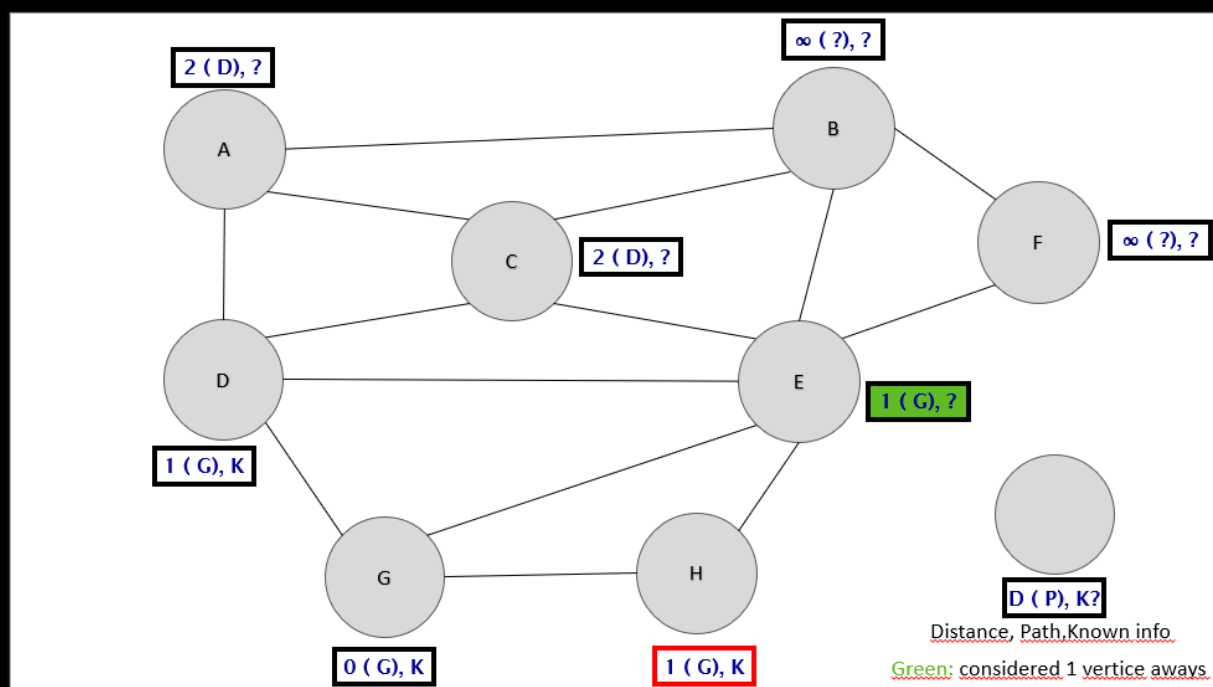 ∞ ( ?), ?
2 ( D), ?
B
A
F
∞ ( ?), ?
C
2 ( D), ?
D
E
1 ( G), ?
1 ( G), K
G
H
D ( P), K?
Distance, Path,Known info
0 ( G), K
1 ( G), K
Green: considered 1 vertice aways